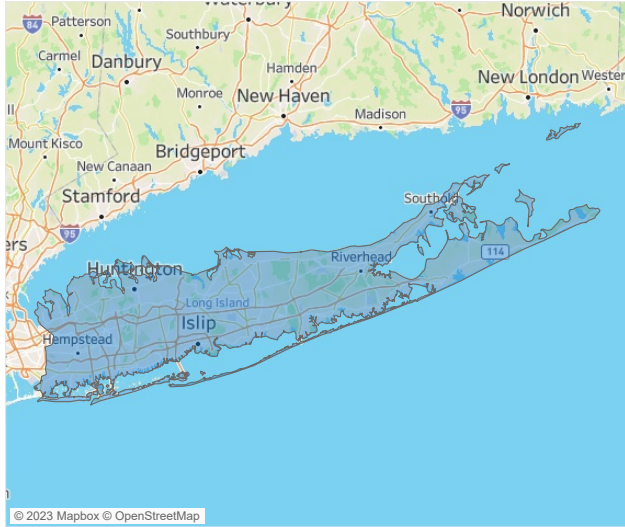 Waterbury
Norwich
84
Patterson
Southbury
Carmel
Danbury
Hamden
Monroe
New Haven
New London
Wester
95
Madison
Mount Kisco
Bridgeport
New Canaan
Stamford
95
Southold
ers
114
Riverhead
Huntington
Long Island
Islip
Hempstead
© 2023 Mapbox © OpenStreetMap